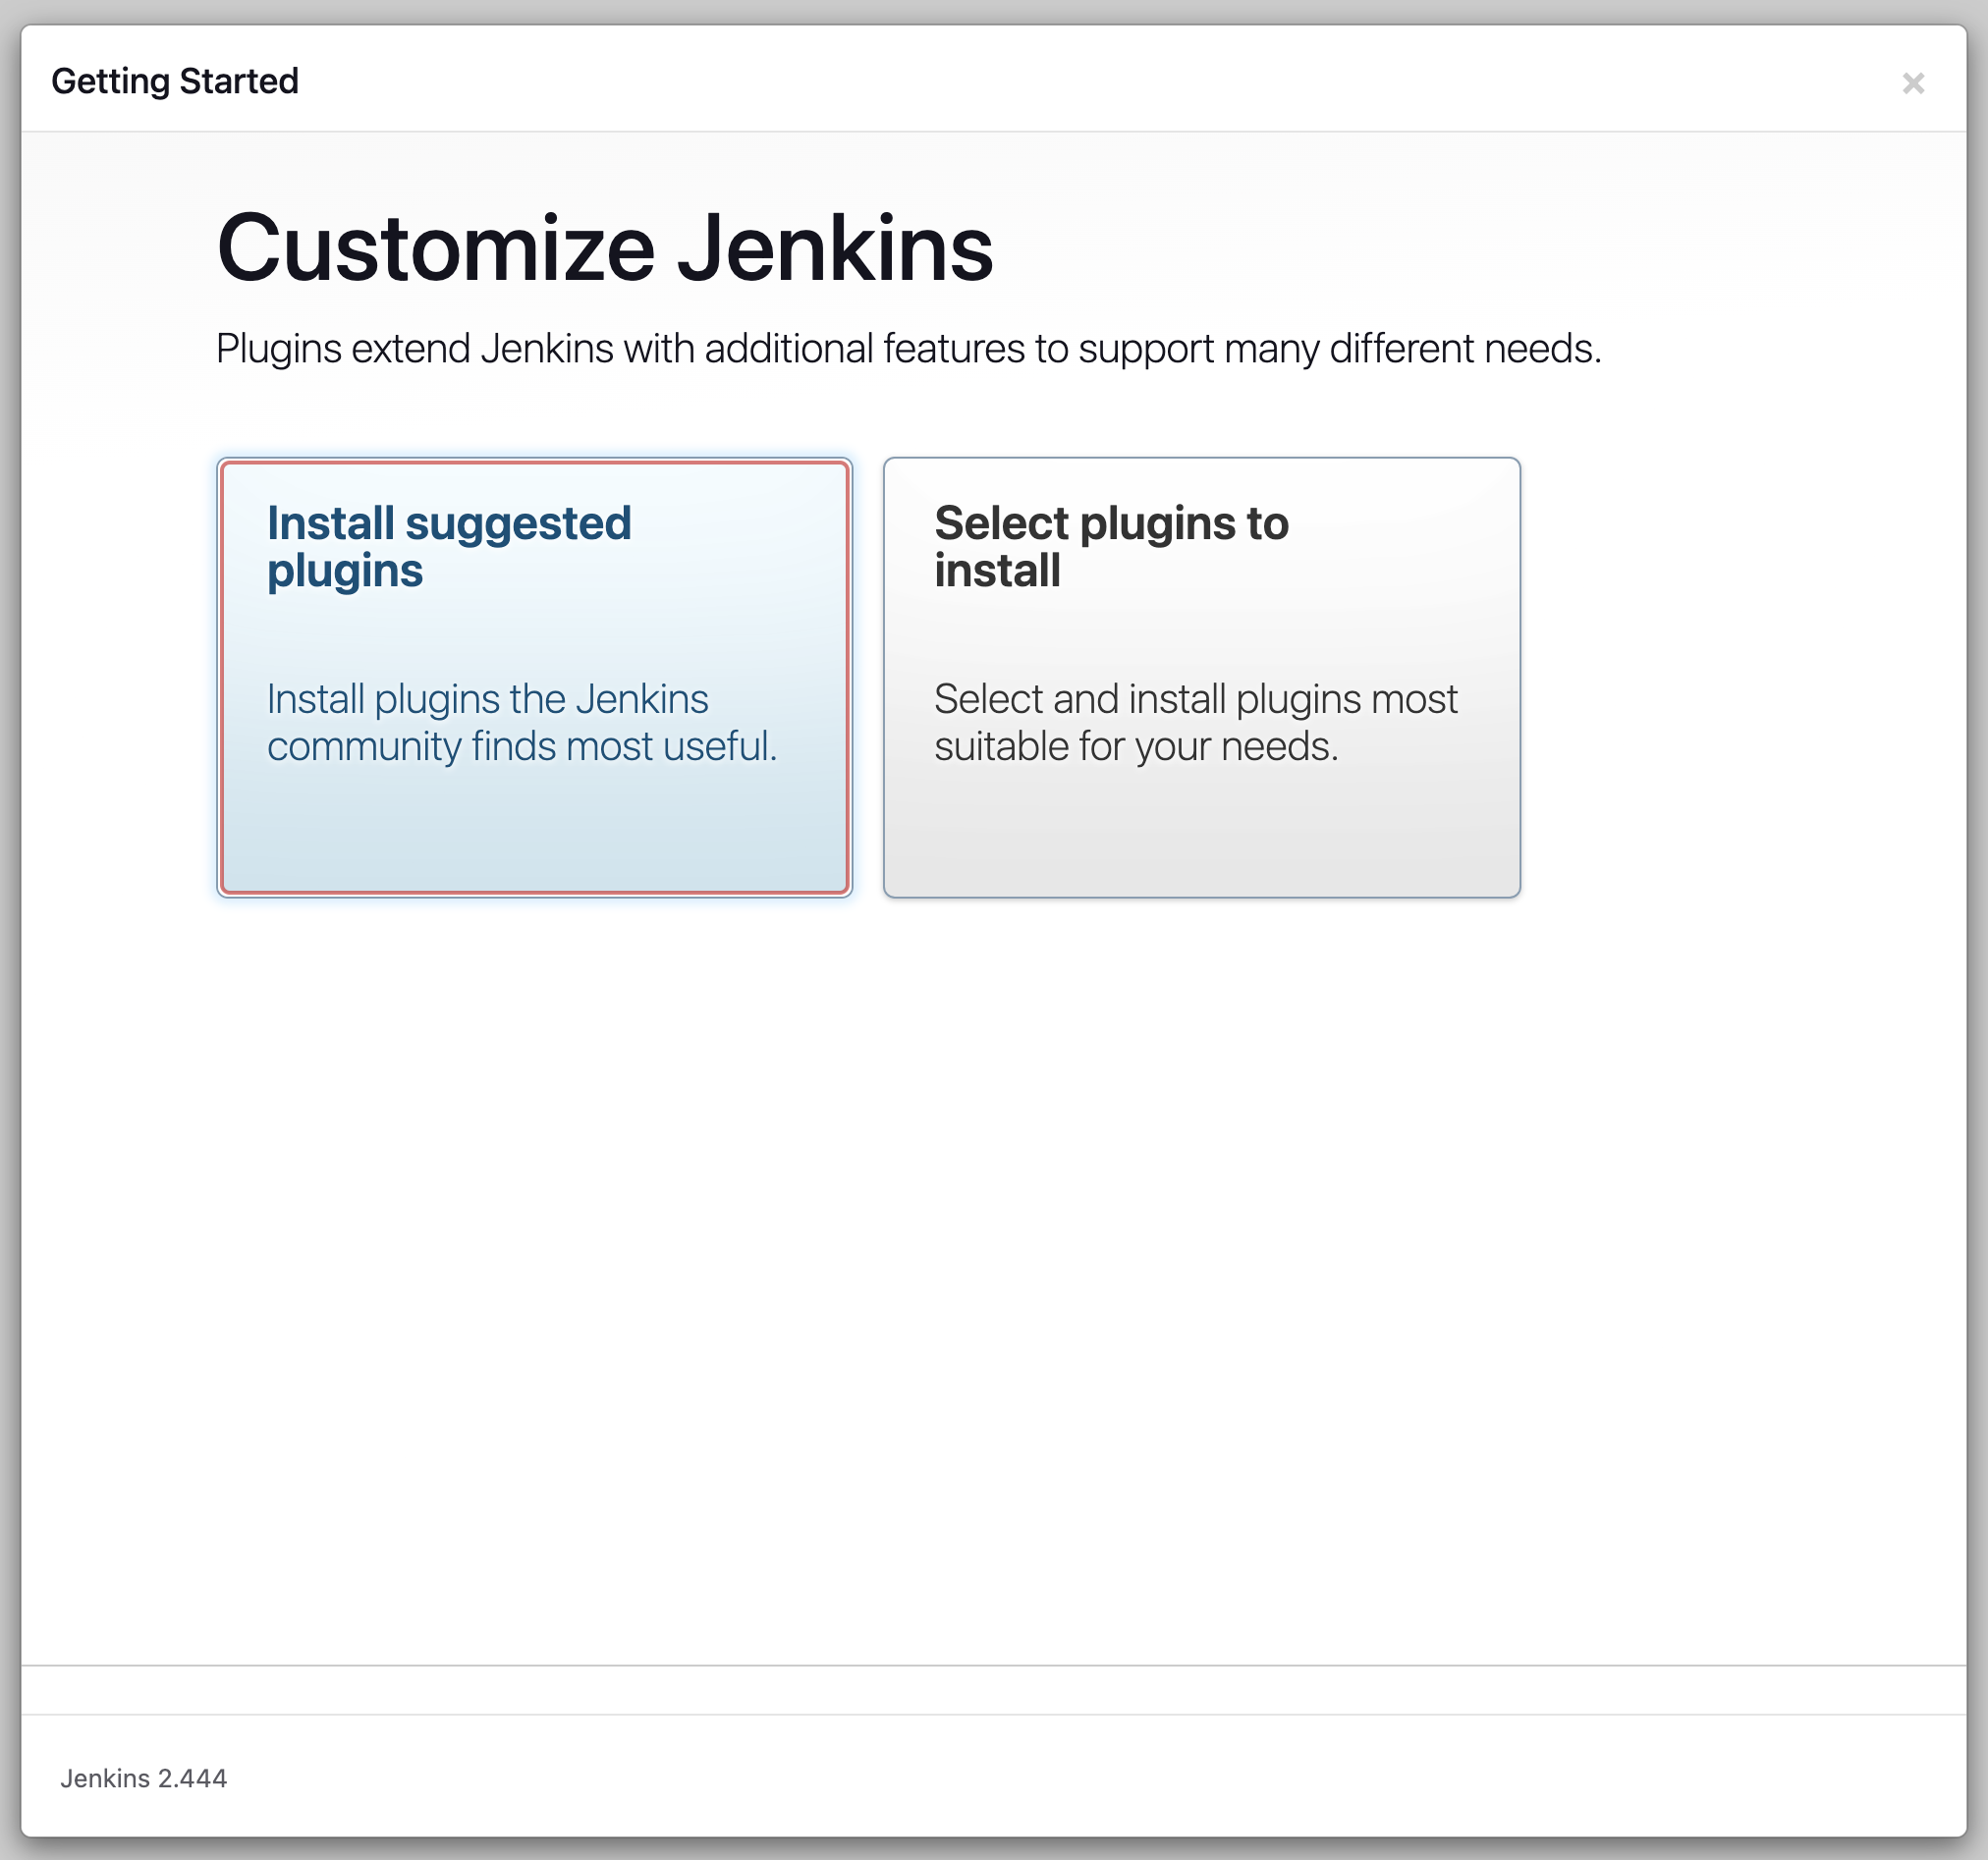 Getting Started
×
Customize Jenkins
Plugins extend Jenkins with additional features to support many different needs.
Install suggested
plugins
Install plugins the Jenkins
community finds most useful.
Select plugins to
install
Select and install plugins most
suitable for your needs.
Jenkins 2.444